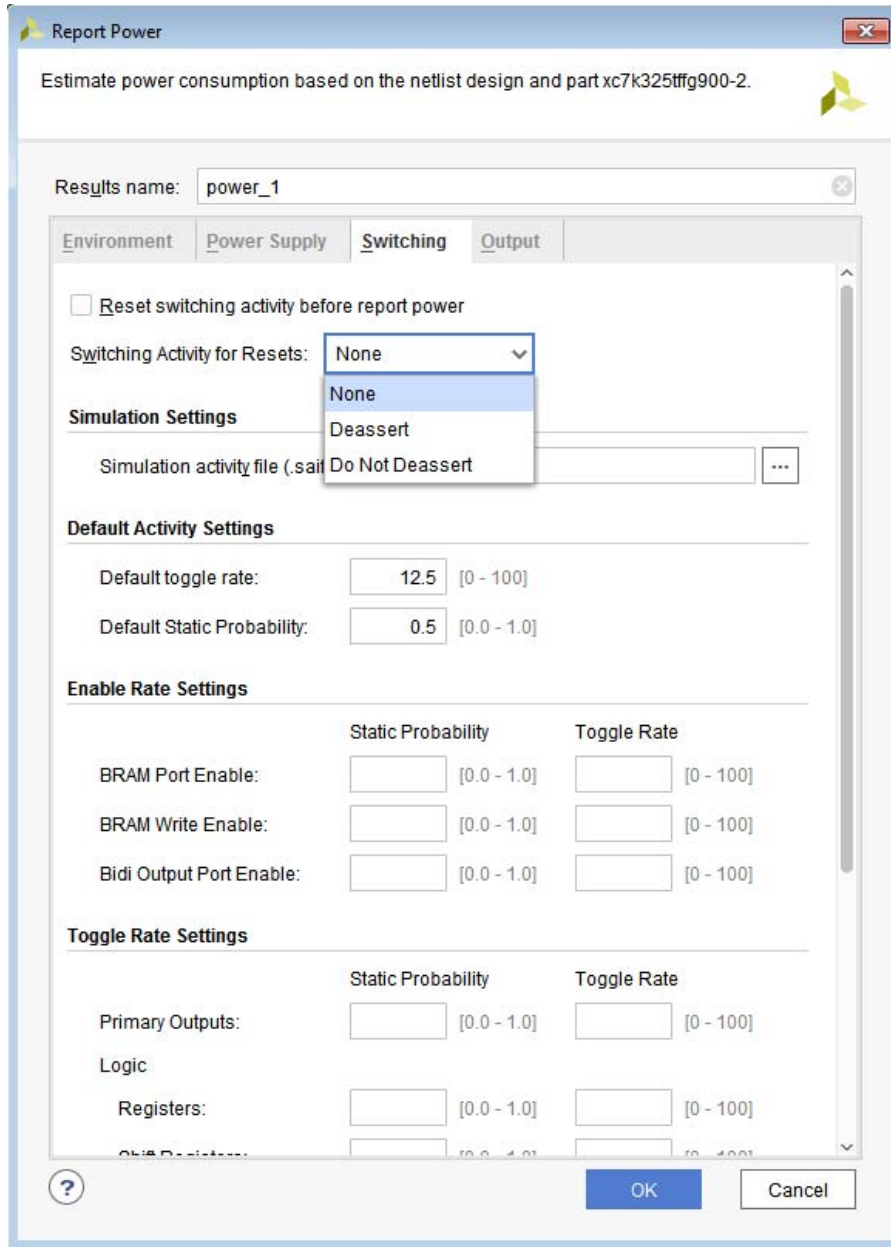 Report Power
Estimate power consumption based on the netlist design and part xc7k325tffg900-2.
Results name: power_1
Environment Power Supply Switching Output
Reset switching activity before report power
Switching Activity for Resets: None
None
Simulation Settings
Deassert
Simulation activity file (.saif Do Not Deassert ...
Default Activity Settings
Default toggle rate: 12.5 [0 - 100]
Default Static Probability: 0.5 [0.0 - 1.0]
Enable Rate Settings
Static Probability Toggle Rate
BRAM Port Enable: [0.0 - 1.0] [0 - 100]
BRAM Write Enable: [0.0 - 1.0] [0 - 100]
Bidi Output Port Enable: [0.0 - 1.0] [0 - 100]
Toggle Rate Settings
Static Probability Toggle Rate
Primary Outputs: [0.0 - 1.0] [0 - 100]
Logic
Registers: [0.0 - 1.0] [0 - 100]
? OK Cancel